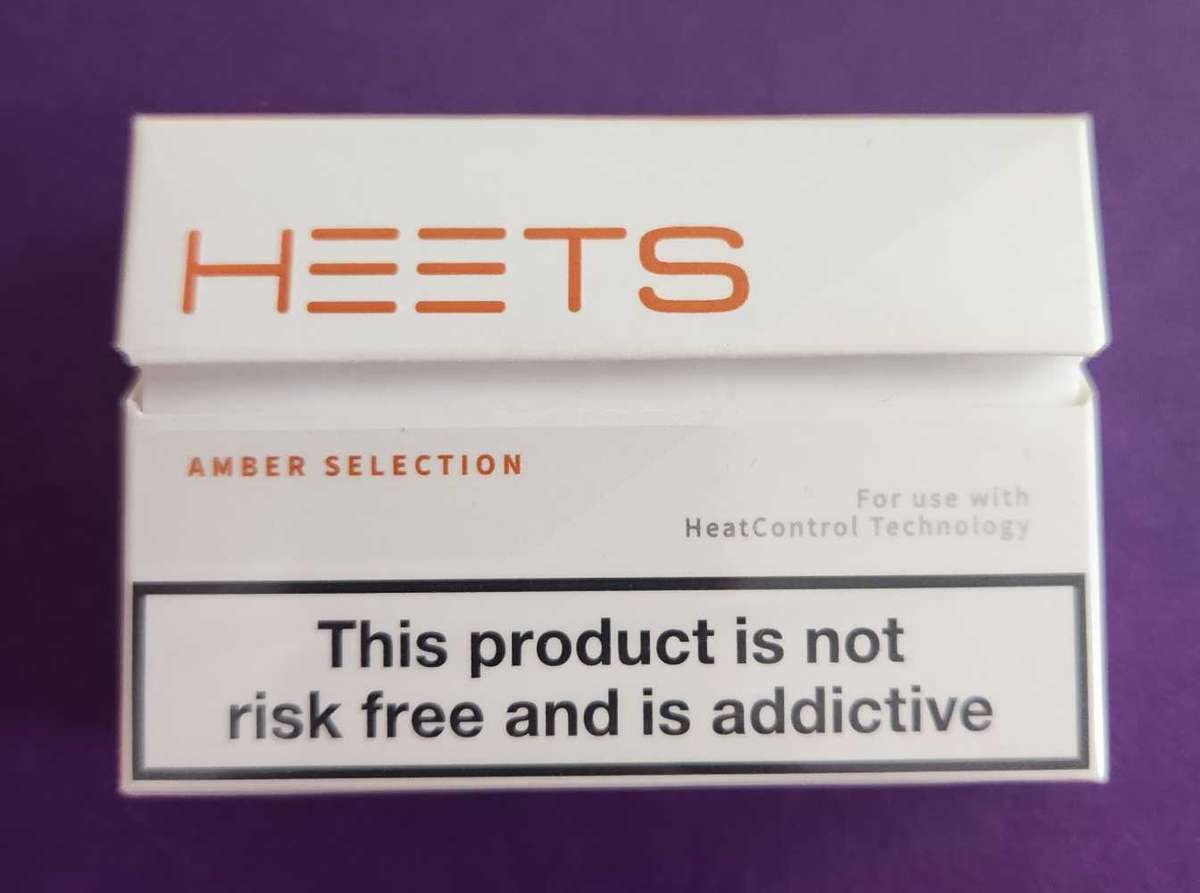 HEETS
AMBER SELECTION
For use with
HeatControl Technology
This product is not
risk free and is addictive